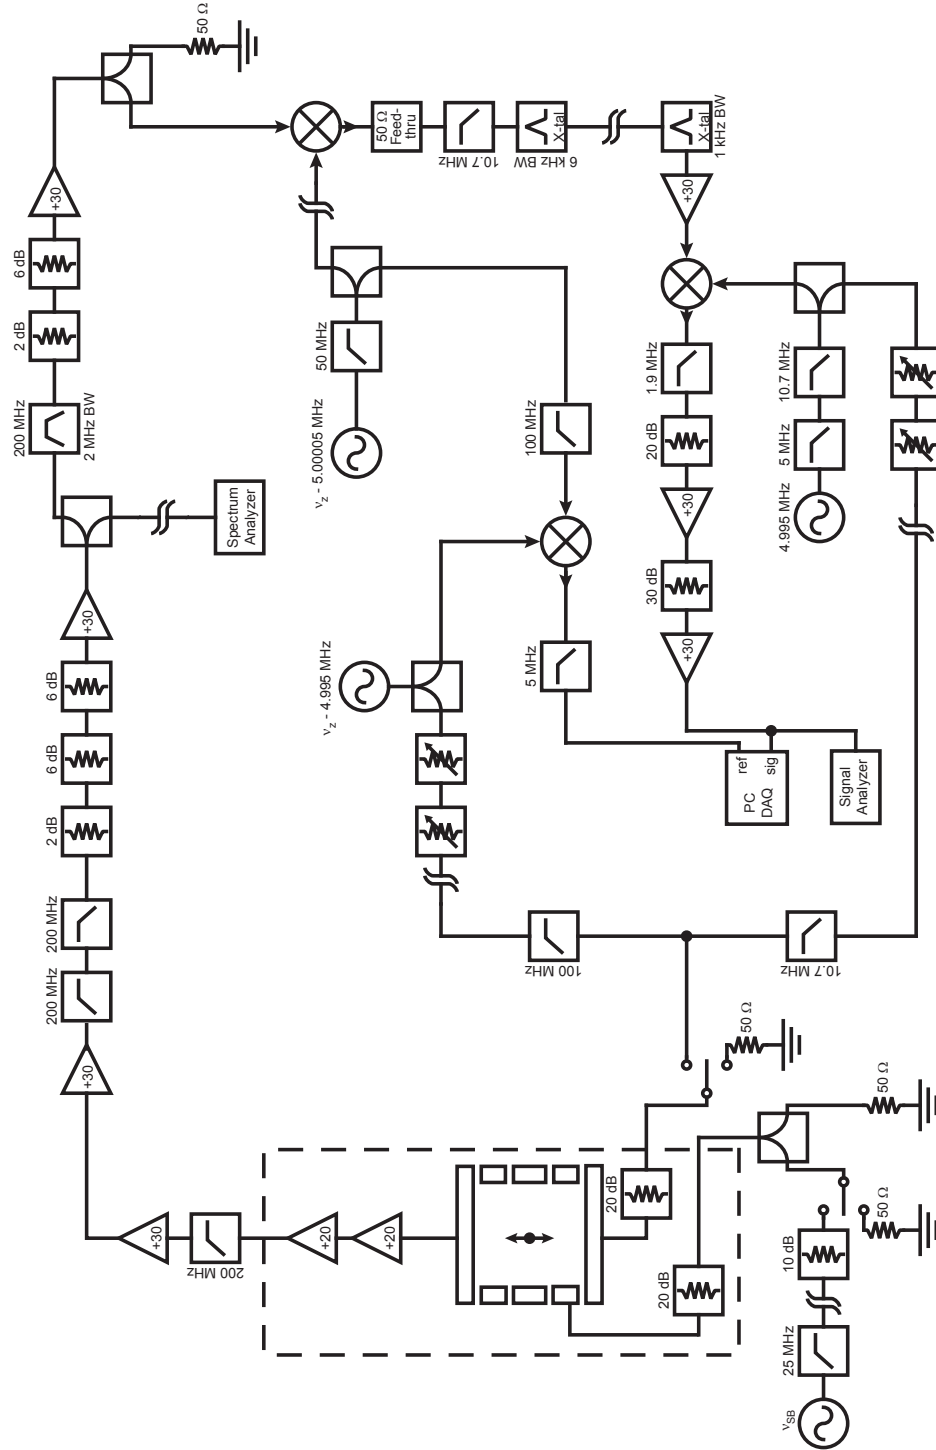 50 Ω
+30
6 dB
2 dB
200 MHz
2 MHz BW
50 Ω
Feed-
thru
10.7 MHz
X-tal
6 kHz BW
X-tal
1 kHz BW
+30
50 MHz
ν_z - 5.00005 MHz
100 MHz
Spectrum
Analyzer
+30
6 dB
6 dB
2 dB
200 MHz
200 MHz
+30
1.9 MHz
20 dB
+30
30 dB
+30
10.7 MHz
5 MHz
4.995 MHz
ν_z - 4.995 MHz
5 MHz
ref
sig
PC
DAQ
Signal
Analyzer
100 MHz
10.7 MHz
50 Ω
+30
200 MHz
+20
+20
20 dB
20 dB
50 Ω
50 Ω
10 dB
25 MHz
ν_SB